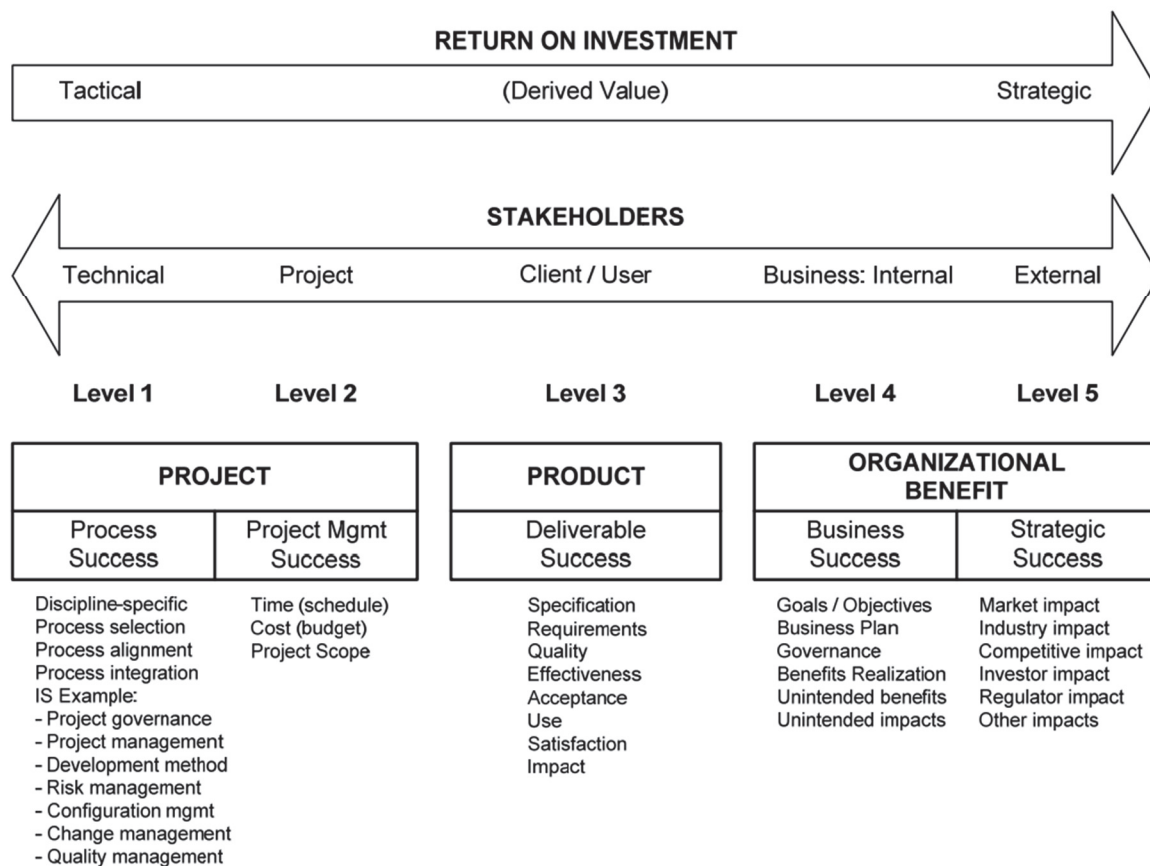 RETURN ON INVESTMENT
Tactical (Derived Value) Strategic
STAKEHOLDERS
Technical Project Client / User Business: Internal External
Level 1 Level 2 Level 3 Level 4 Level 5
PROJECT
Process
Success
Project Mgmt
Success
Discipline-specific
Process selection
Process alignment
Process integration
IS Example:
- Project governance
- Project management
- Development method
- Risk management
- Configuration mgmt
- Change management
- Quality management
Time (schedule)
Cost (budget)
Project Scope
PRODUCT
Deliverable
Success
Specification
Requirements
Quality
Effectiveness
Acceptance
Use
Satisfaction
Impact
ORGANIZATIONAL
BENEFIT
Business
Success
Strategic
Success
Goals / Objectives
Business Plan
Governance
Benefits Realization
Unintended benefits
Unintended impacts
Market impact
Industry impact
Competitive impact
Investor impact
Regulator impact
Other impacts